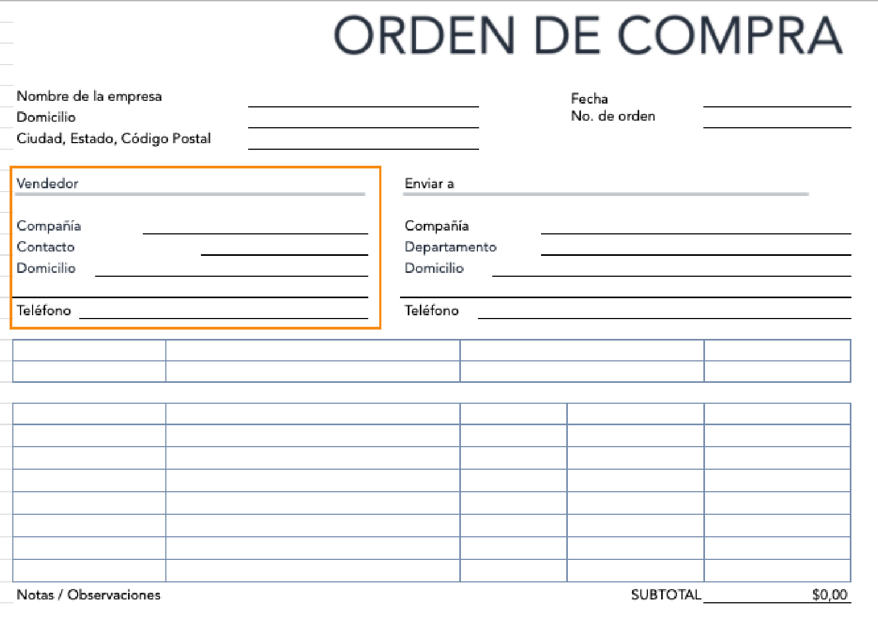 ORDEN DE COMPRA
Nombre de la empresa
Domicilio
Ciudad, Estado, Código Postal
Fecha
No. de orden
Vendedor
Compañía
Contacto
Domicilio
Teléfono
Enviar a
Compañía
Departamento
Domicilio
Teléfono
Notas / Observaciones
SUBTOTAL $0,00